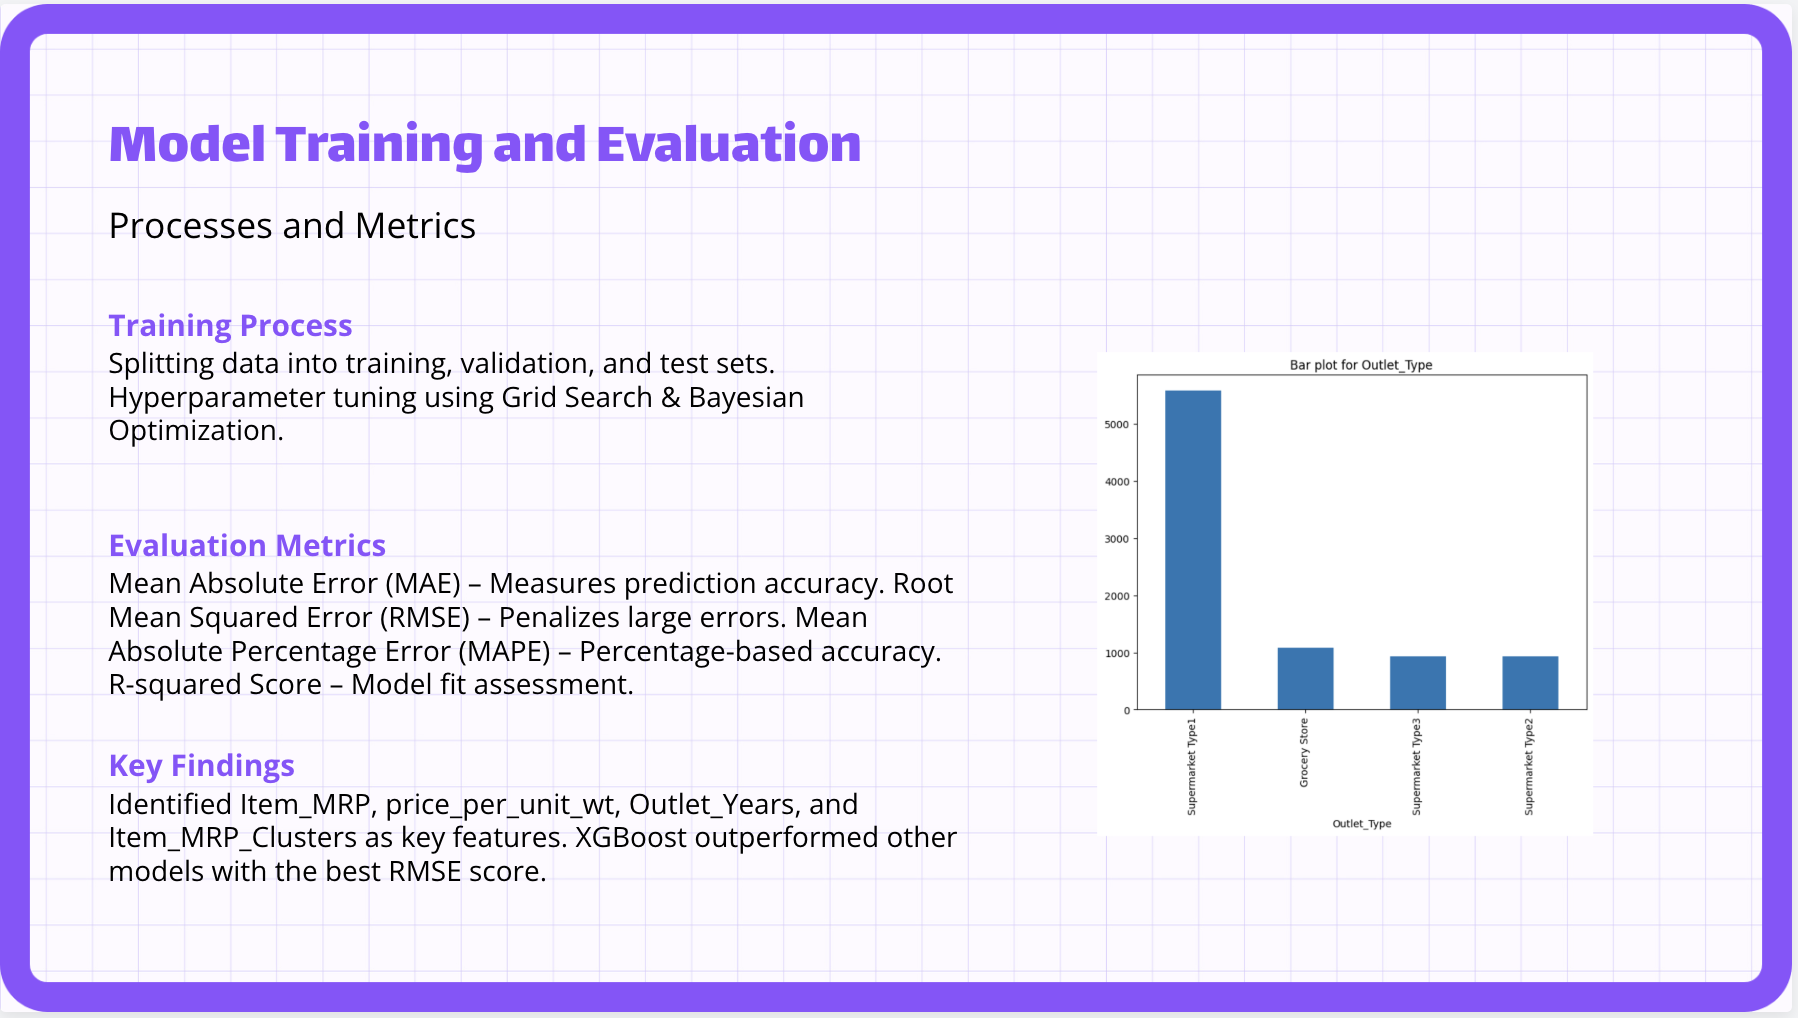 Model Training and Evaluation
Processes and Metrics
Training Process
Splitting data into training, validation, and test sets.
Hyperparameter tuning using Grid Search & Bayesian
Optimization.
Evaluation Metrics
Mean Absolute Error (MAE) – Measures prediction accuracy. Root
Mean Squared Error (RMSE) – Penalizes large errors. Mean
Absolute Percentage Error (MAPE) – Percentage-based accuracy.
R-squared Score – Model fit assessment.
Key Findings
Identified Item_MRP, price_per_unit_wt, Outlet_Years, and
Item_MRP_Clusters as key features. XGBoost outperformed other
models with the best RMSE score.
Bar plot for Outlet_Type
5000
4000
3000
2000
1000
0
Supermarket Type1
Grocery Store
Supermarket Type3
Supermarket Type2
Outlet_Type